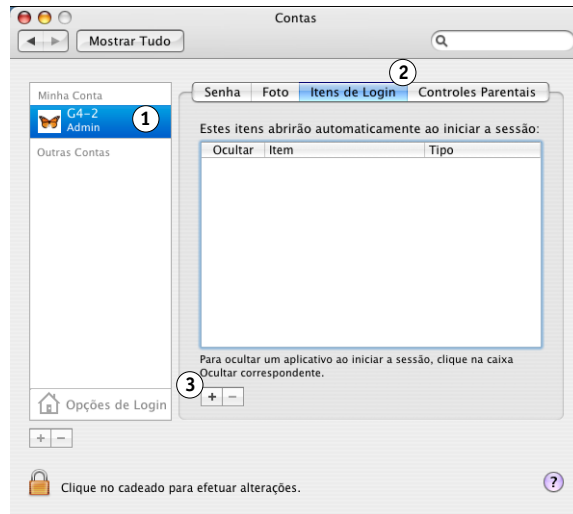 Contas
Mostrar Tudo
2
Minha Conta
G4-2
Admin
1
Outras Contas
Senha Foto Itens de Login Controles Parentais
Estes itens abrirão automaticamente ao iniciar a sessão:
Ocultar Item Tipo
Para ocultar um aplicativo ao iniciar a sessão, clique na caixa
Ocultar correspondente.
3
+ −
Opções de Login
+ −
Clique no cadeado para efetuar alterações.
?